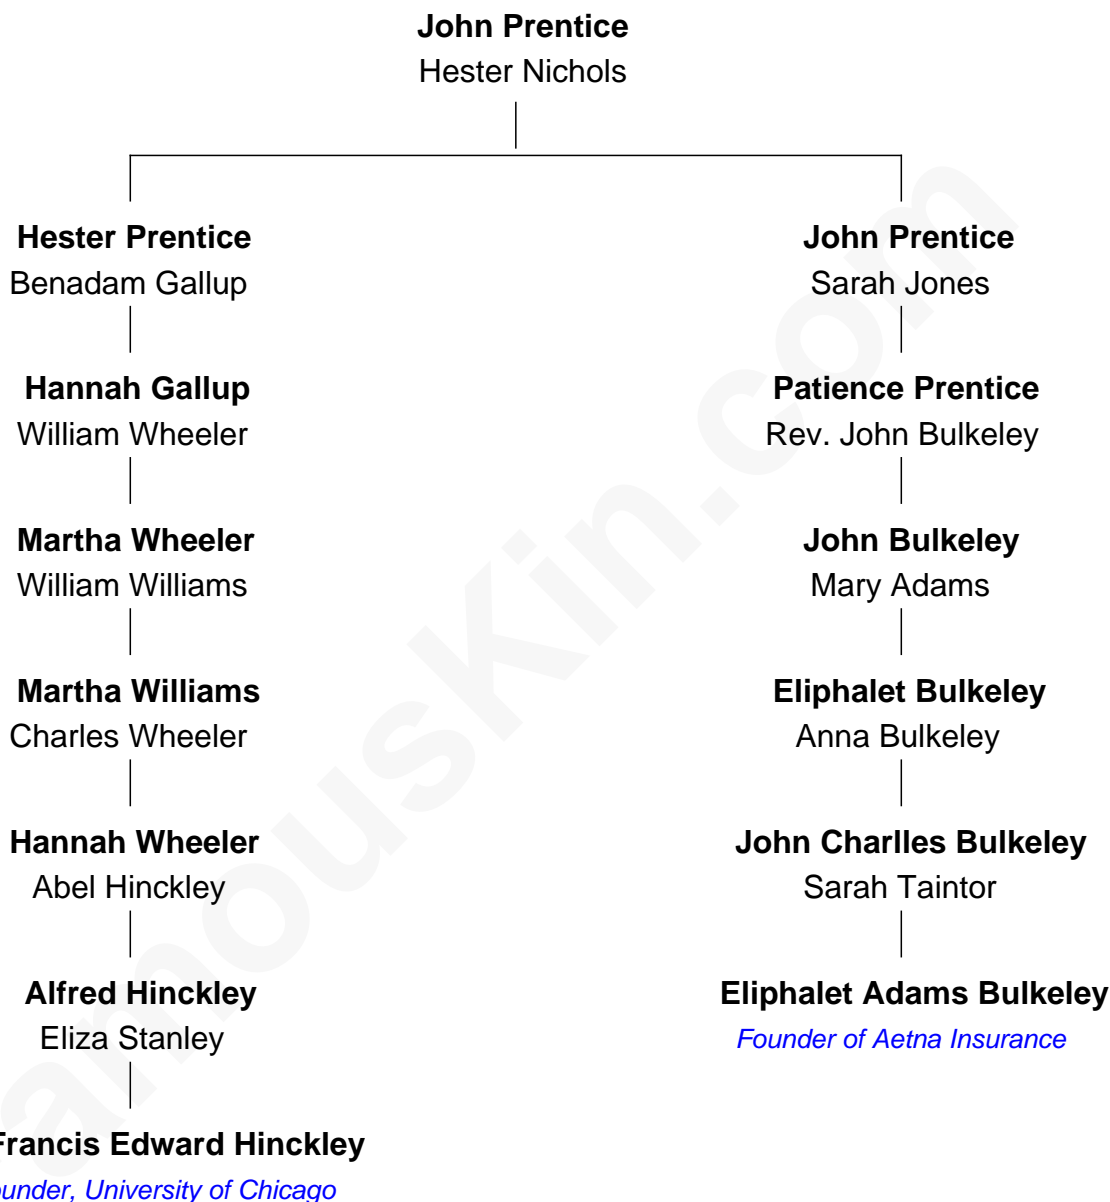 John Prentice
Hester Nichols
Hester Prentice
Benadam Gallup
John Prentice
Sarah Jones
Hannah Gallup
William Wheeler
Patience Prentice
Rev. John Bulkeley
Martha Wheeler
William Williams
John Bulkeley
Mary Adams
Martha Williams
Charles Wheeler
Eliphalet Bulkeley
Anna Bulkeley
Hannah Wheeler
Abel Hinckley
John Charlles Bulkeley
Sarah Taintor
Alfred Hinckley
Eliza Stanley
Eliphalet Adams Bulkeley
Founder of Aetna Insurance
Francis Edward Hinckley
ounder, University of Chicago
amousKin.com